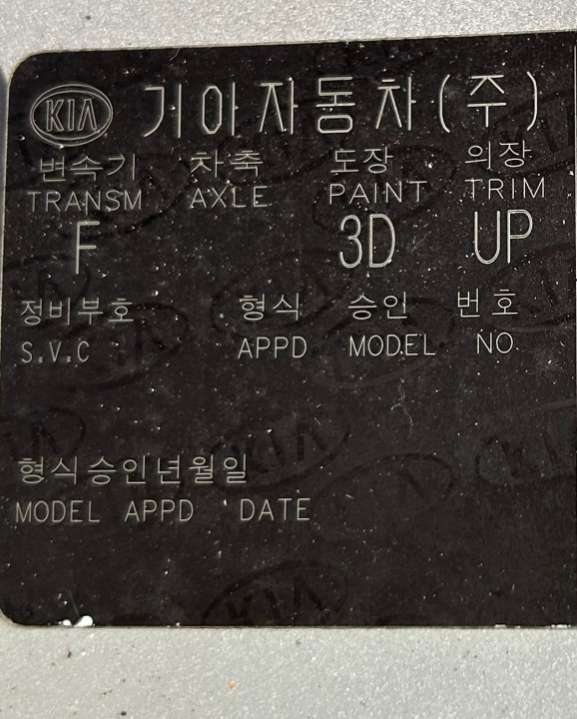 KIA 기아자동차(주)
변속기 차축 도장 의장
TRANSM AXLE PAINT TRIM
F 3D UP
정비부호 형식 승인 번호
S.V.C APPD MODEL NO
형식승인년월일
MODEL APPD DATE